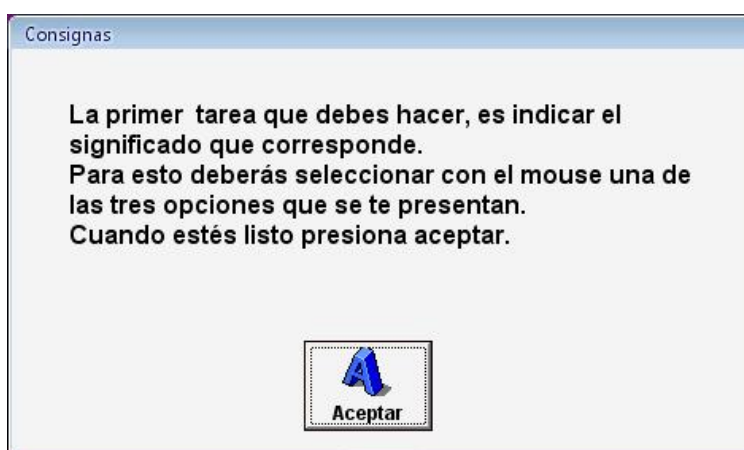 Consignas
La primer tarea que debes hacer, es indicar el
significado que corresponde.
Para esto deberás seleccionar con el mouse una de
las tres opciones que se te presentan.
Cuando estés listo presiona aceptar.
Aceptar